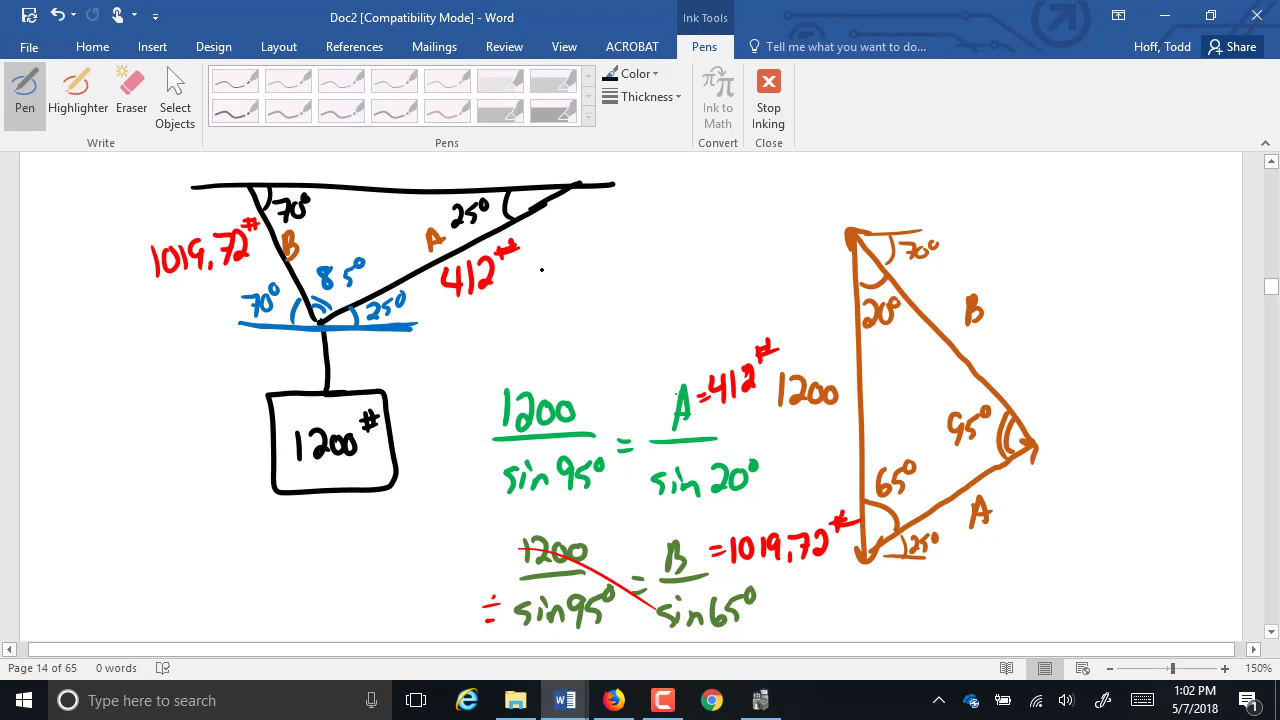 Doc2 [Compatibility Mode] - Word
Ink Tools
File Home Insert Design Layout References Mailings Review View ACROBAT Pens Tell me what you want to do... Hoff, Todd Share
Pen
Highlighter
Eraser
Select Objects
Color
Thickness
Ink to Math
Stop Inking
Write
Pens
Convert
Close
70°
25°
1019.72#
B
A
412#
85°
70°
25°
1200#
1200 / sin 95° = A / sin 20°
=412#
÷ 1200 / sin 95° = B / sin 65°
=1019.72#
70°
20°
B
1200
95°
65°
A
25°
Page 14 of 65 0 words 150%
Type here to search
1:02 PM
5/7/2018
1